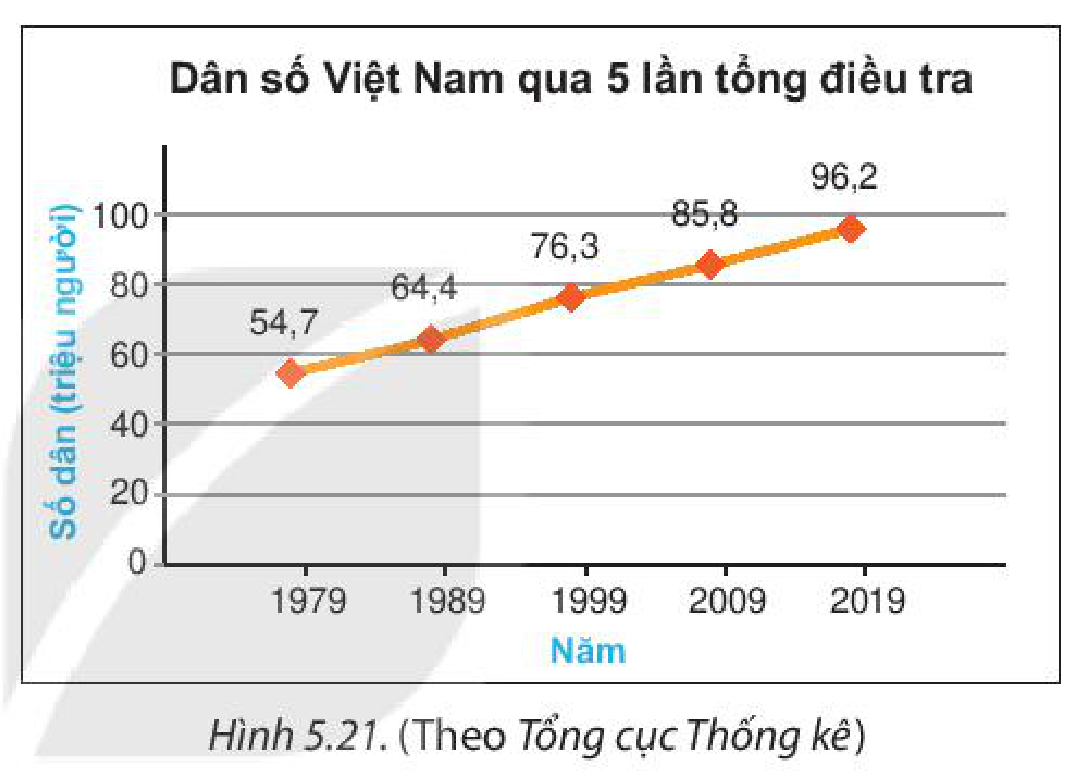 Dân số Việt Nam qua 5 lần tổng điều tra
Số dân (triệu người)
100
80
60
40
20
0
54,7
64,4
76,3
85,8
96,2
1979 1989 1999 2009 2019
Năm
Hình 5.21. (Theo Tổng cục Thống kê)